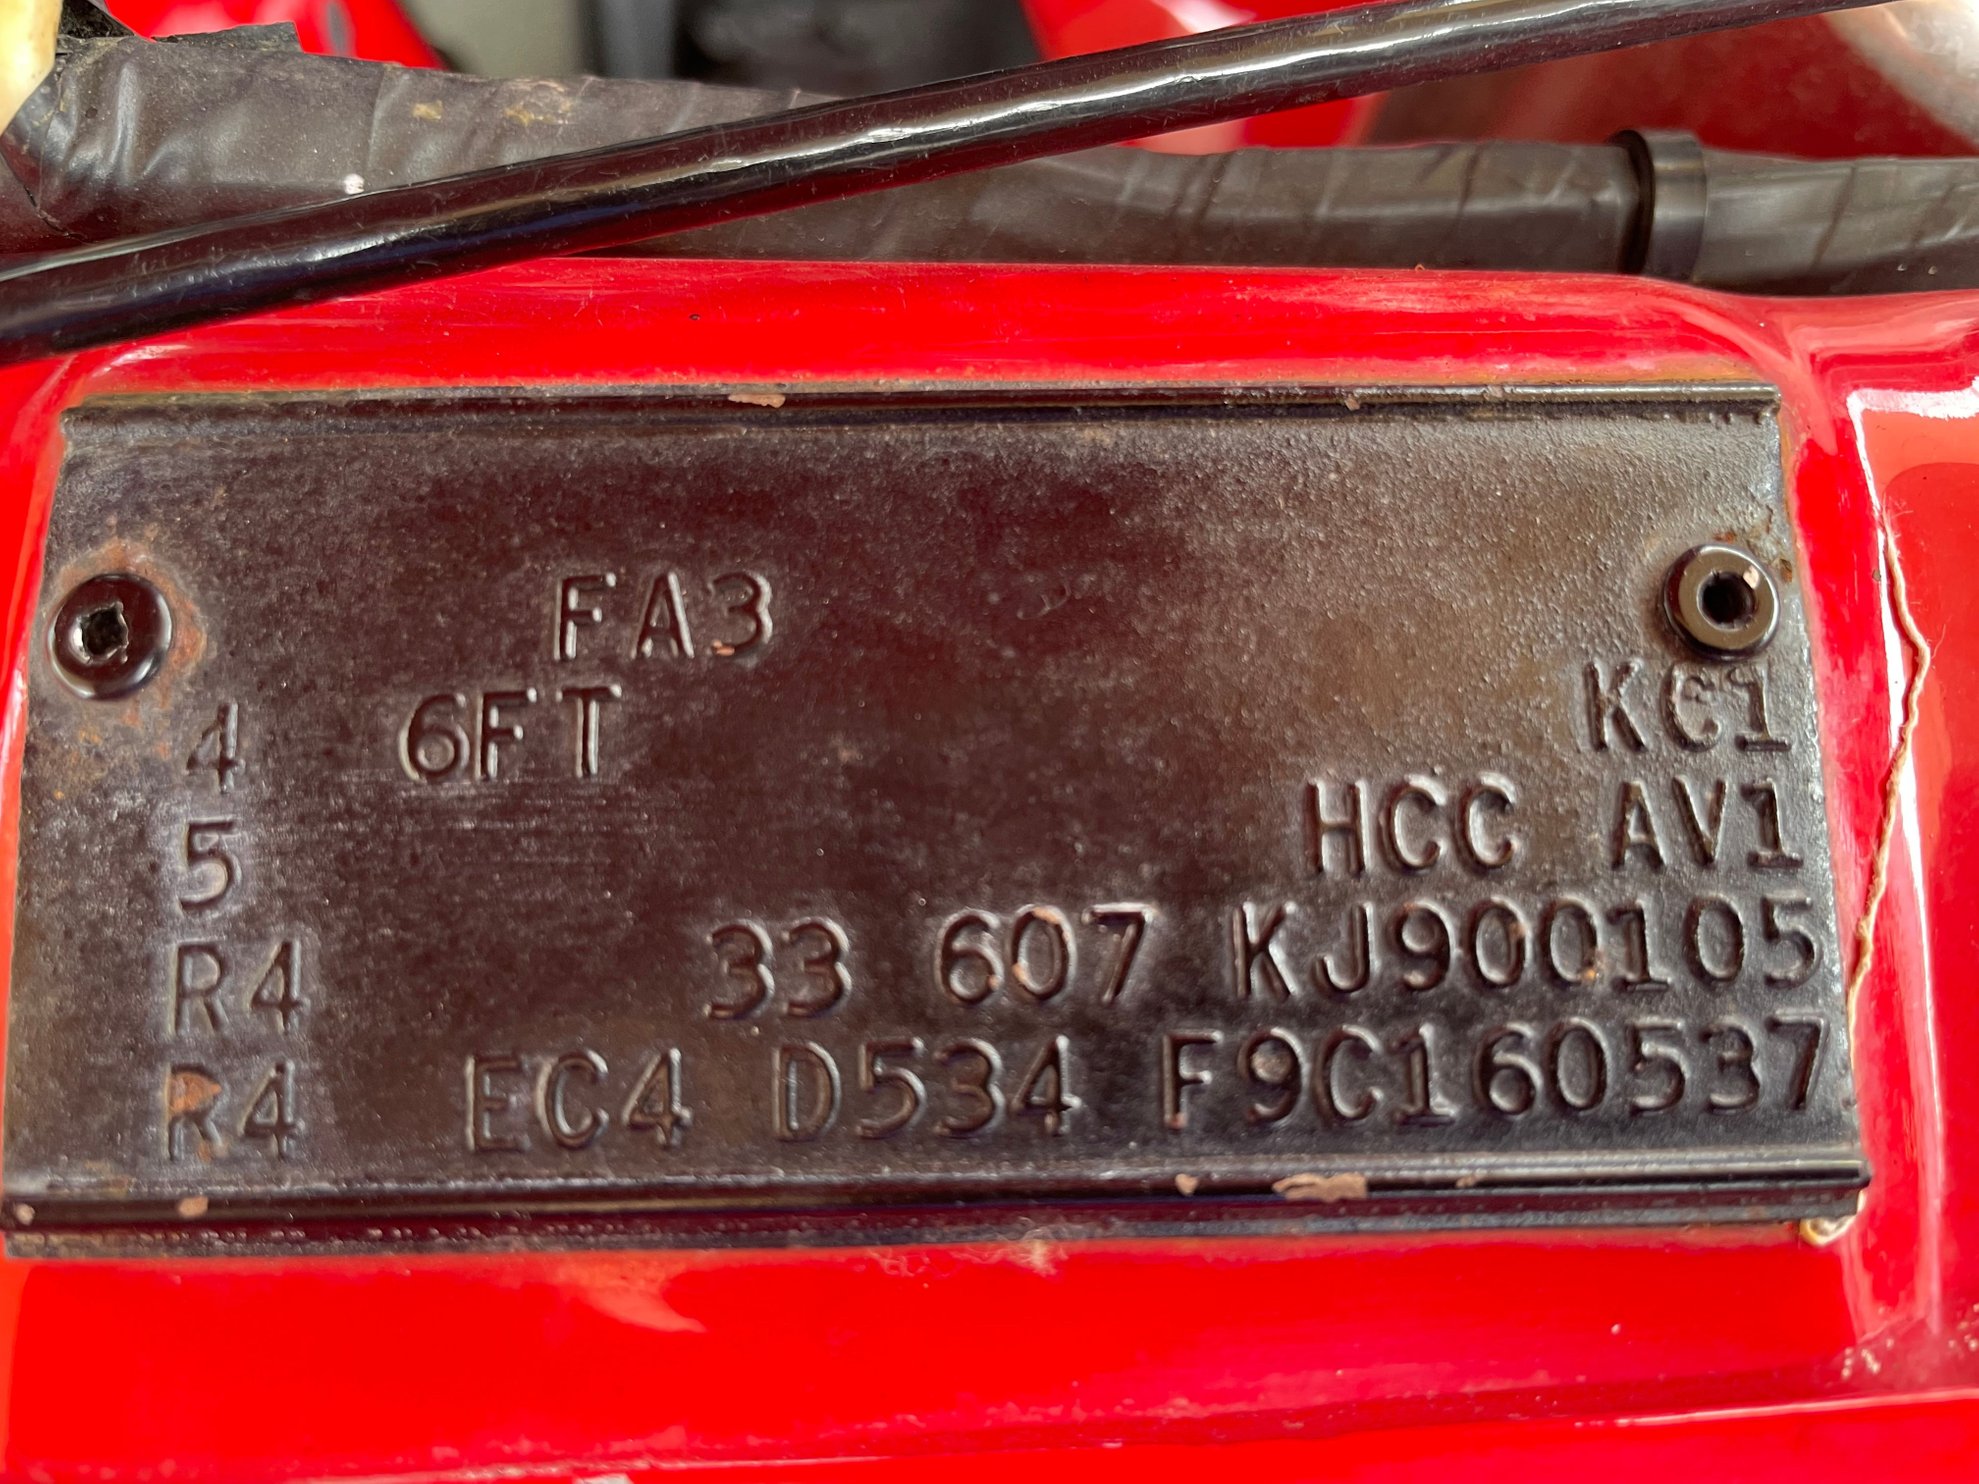 FA3
4 6FT KC1
5 HCC AV1
R4 33 607 KJ900105
R4 EC4 D534 F9C160537